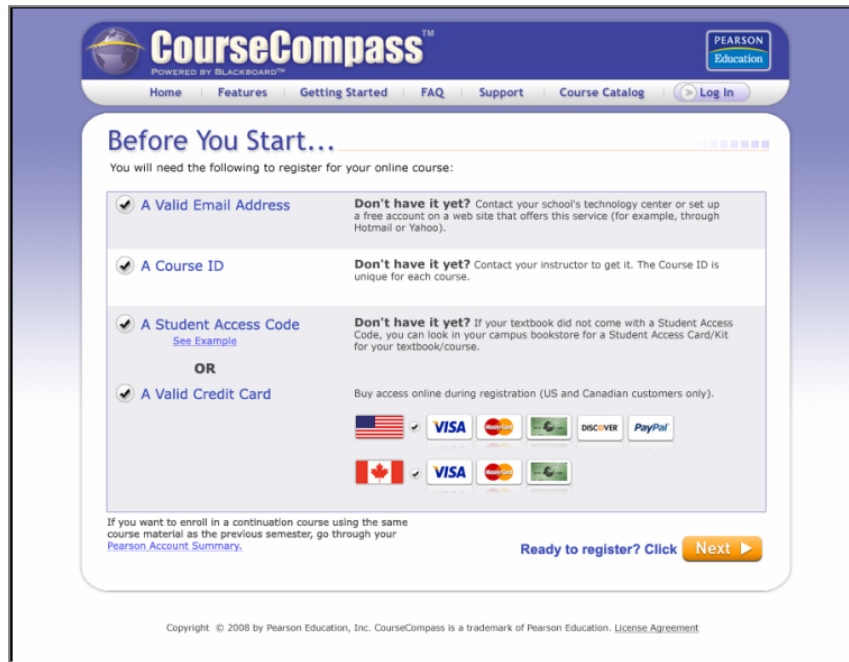 CourseCompass™
POWERED BY BLACKBOARD™
PEARSON
Education
Home Features Getting Started FAQ Support Course Catalog Log In
Before You Start...
You will need the following to register for your online course:
A Valid Email Address
Don't have it yet? Contact your school's technology center or set up
a free account on a web site that offers this service (for example, through
Hotmail or Yahoo).
A Course ID
Don't have it yet? Contact your instructor to get it. The Course ID is
unique for each course.
A Student Access Code
See Example
Don't have it yet? If your textbook did not come with a Student Access
Code, you can look in your campus bookstore for a Student Access Card/Kit
for your textbook/course.
OR
A Valid Credit Card
Buy access online during registration (US and Canadian customers only).
VISA MasterCard DISCOVER PayPal
VISA MasterCard
If you want to enroll in a continuation course using the same
course material as the previous semester, go through your
Pearson Account Summary.
Ready to register? Click Next
Copyright © 2008 by Pearson Education, Inc. CourseCompass is a trademark of Pearson Education. License Agreement